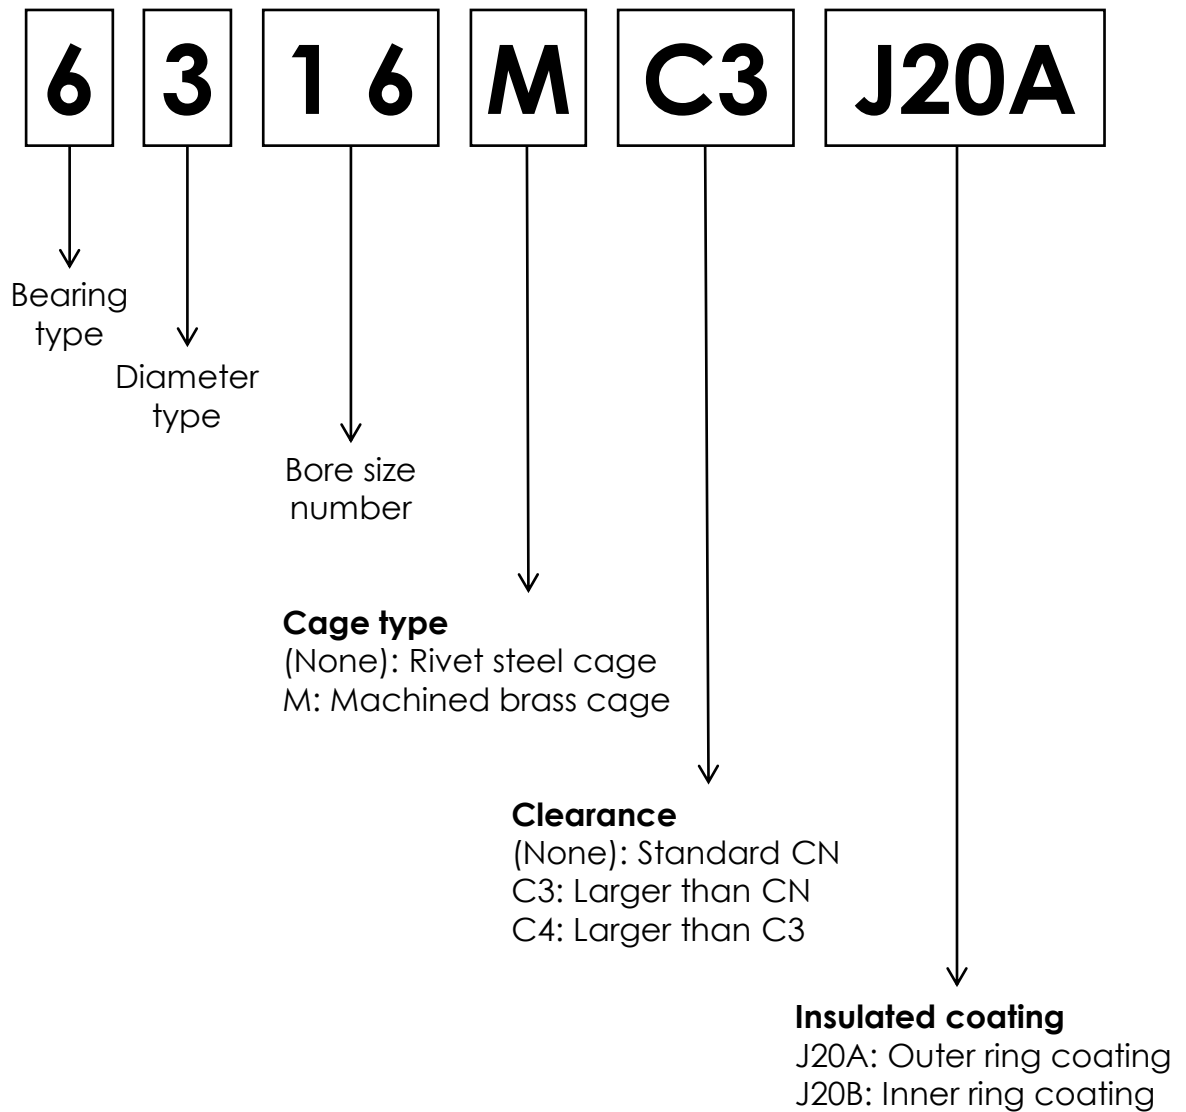 6 3 1 6 M C3 J20A
Bearing
type
Diameter
type
Bore size
number
Cage type
(None): Rivet steel cage
M: Machined brass cage
Clearance
(None): Standard CN
C3: Larger than CN
C4: Larger than C3
Insulated coating
J20A: Outer ring coating
J20B: Inner ring coating